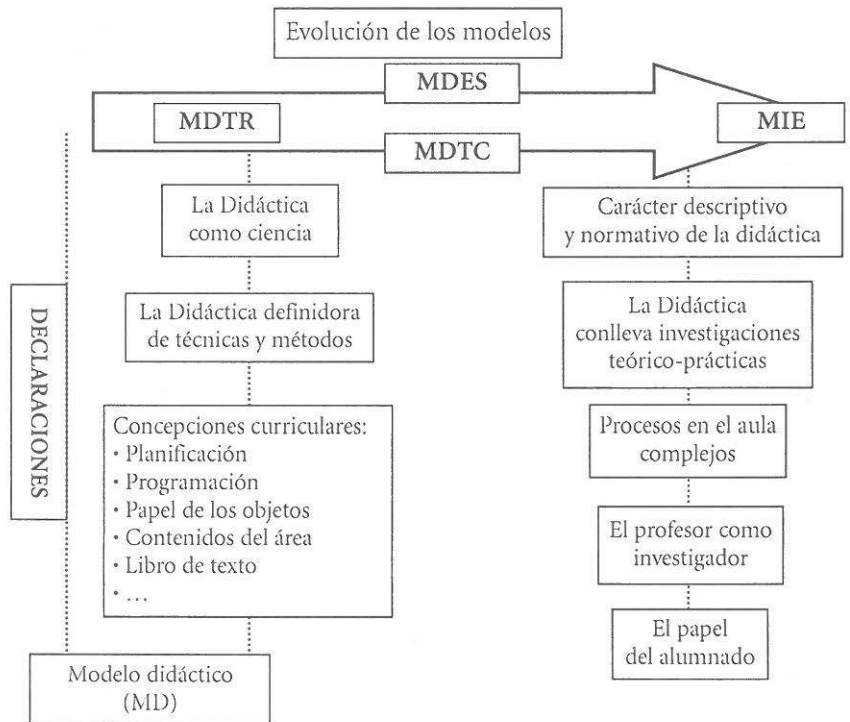 Evolución de los modelos
MDES
MDTR
MIE
MDTC
La Didáctica
como ciencia
Carácter descriptivo
y normativo de la didáctica
DECLARACIONES
La Didáctica definidora
de técnicas y métodos
La Didáctica
conlleva investigaciones
teórico-prácticas
Concepciones curriculares:
• Planificación
• Programación
• Papel de los objetos
• Contenidos del área
• Libro de texto
• ...
Procesos en el aula
complejos
El profesor como
investigador
El papel
del alumnado
Modelo didáctico
(MD)